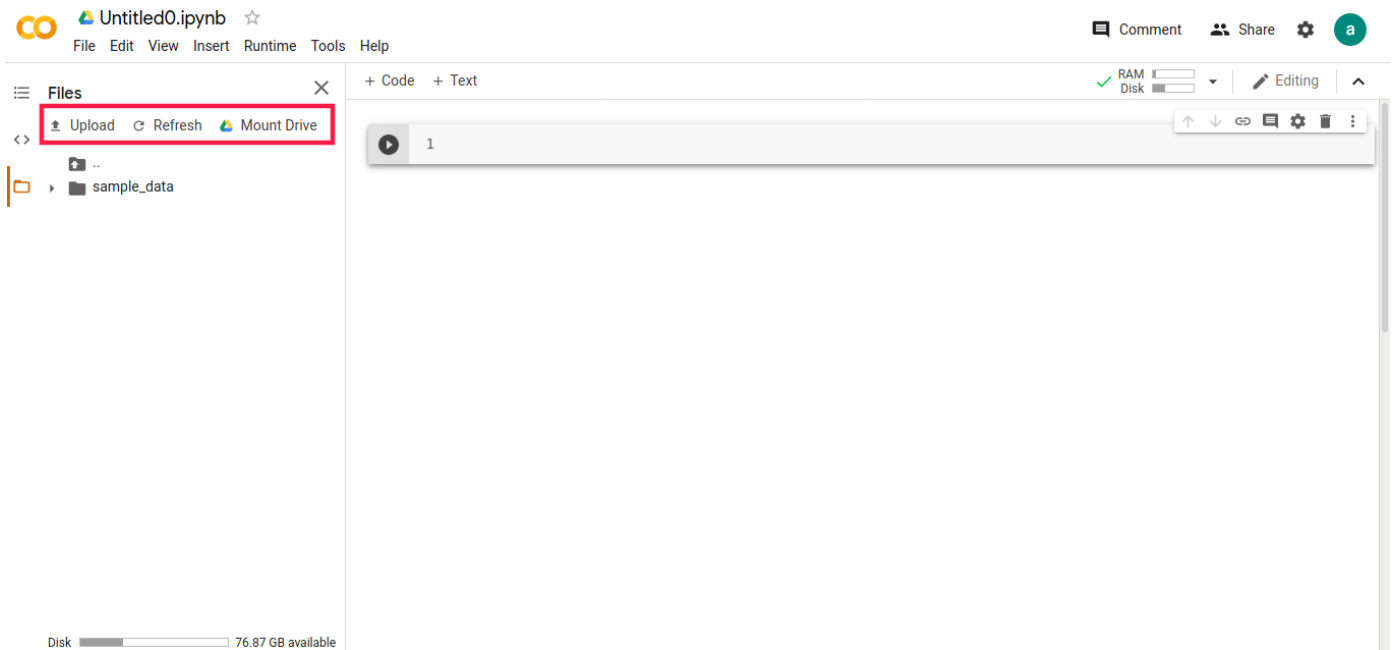 Untitled0.ipynb
File Edit View Insert Runtime Tools Help
Comment Share a
Files
+ Code + Text
RAM
Disk
Editing
Upload Refresh Mount Drive
1
..
sample_data
Disk 76.87 GB available